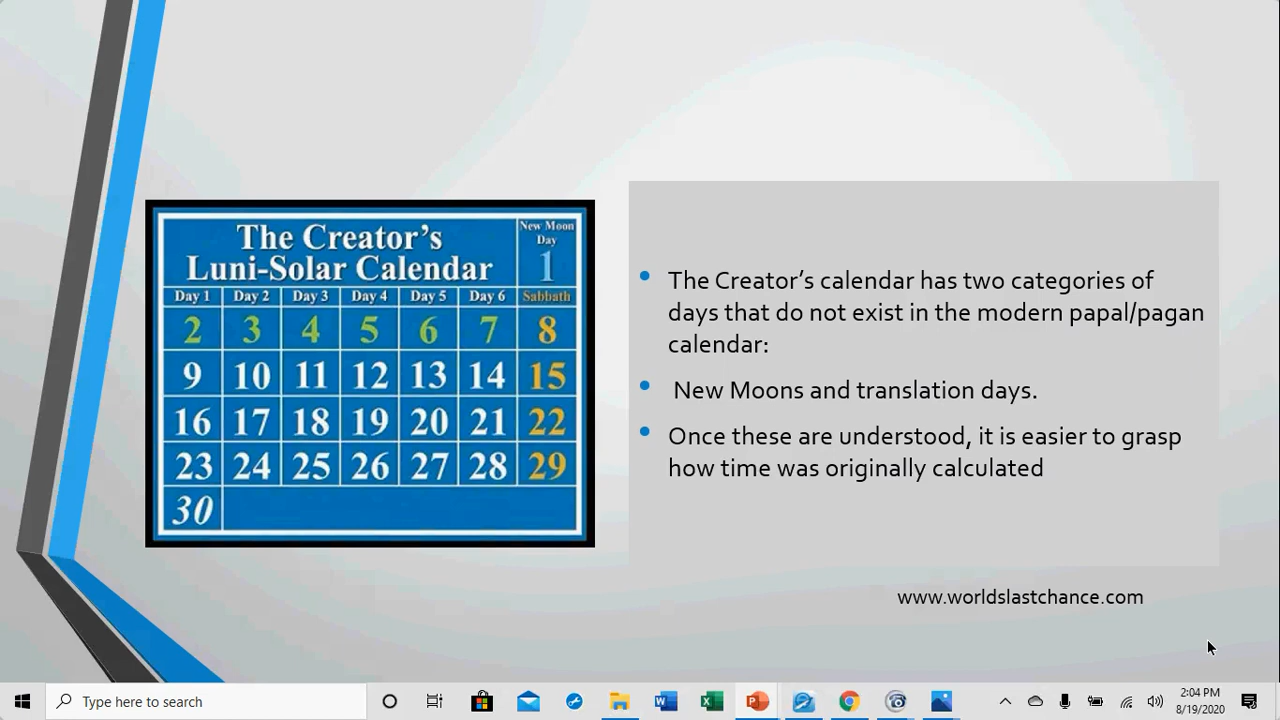 New Moon
Day
1
The Creator’s
Luni-Solar Calendar
Day 1 Day 2 Day 3 Day 4 Day 5 Day 6 Sabbath
2 3 4 5 6 7 8
9 10 11 12 13 14 15
16 17 18 19 20 21 22
23 24 25 26 27 28 29
30
The Creator’s calendar has two categories of
days that do not exist in the modern papal/pagan
calendar:
New Moons and translation days.
Once these are understood, it is easier to grasp
how time was originally calculated
www.worldslastchance.com
Type here to search
2:04 PM
8/19/2020